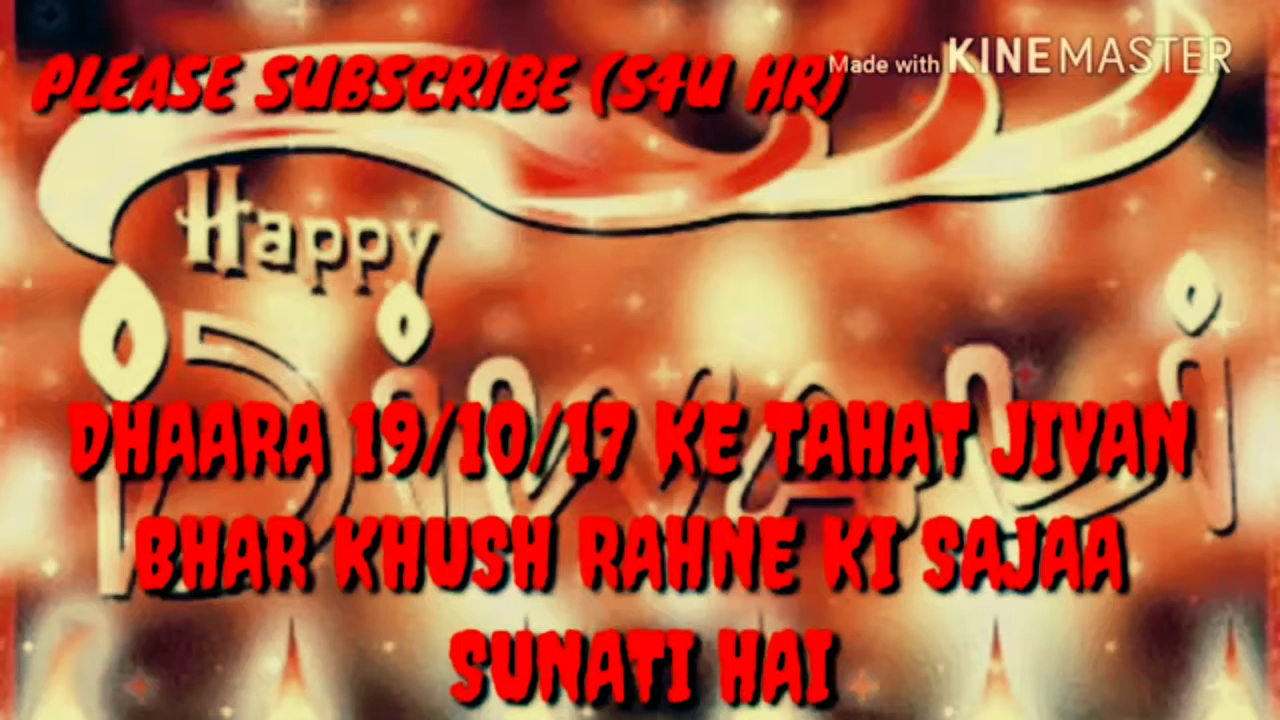 PLEASE SUBSCRIBE (S4U HR)
Made with KINEMASTER
Happy
Diwali
DHAARA 19/10/17 KE TAHAT JIVAN
BHAR KHUSH RAHNE KI SAJAA
SUNATI HAI